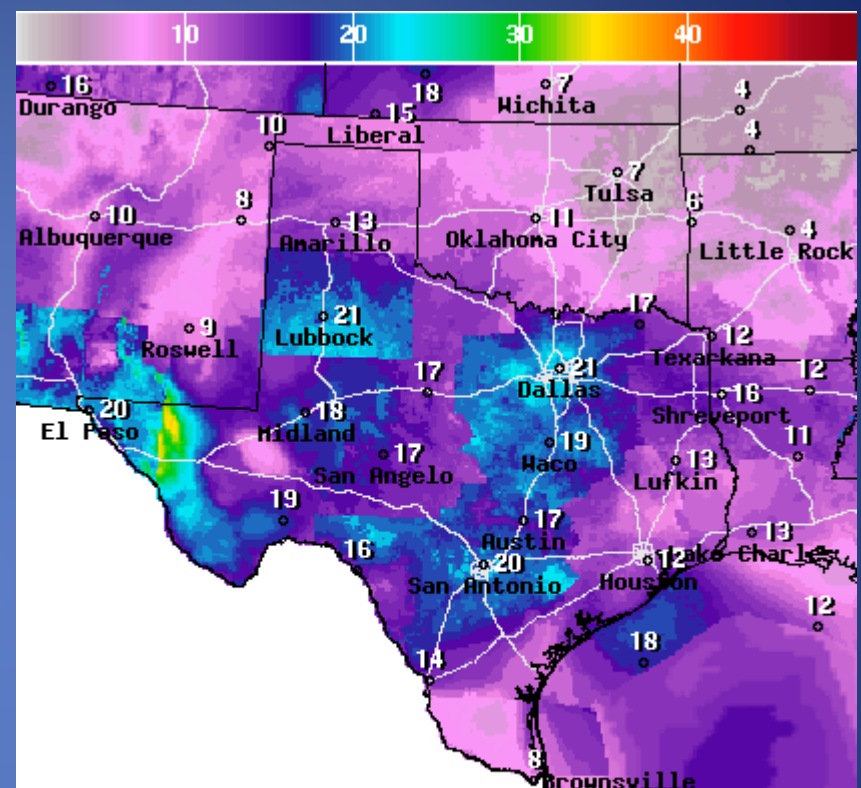 10 20 30 40
16 18 7 4
Durango Wichita
15
Liberal
10 4
7
Tulsa
10 8 13 11 6 4
Albuquerque Amarillo Oklahoma City Little Rock
21 17
Lubbock
9 12
Roswell Texarkana
21
Dallas
17 16 12
Shreveport
20 18
El Paso Midland
19
Waco
17 13 11
San Angelo Lufkin
19 17 13
Austin
Lake Charles
16 20 12
San Antonio Houston
12
18
14
8
Brownsville